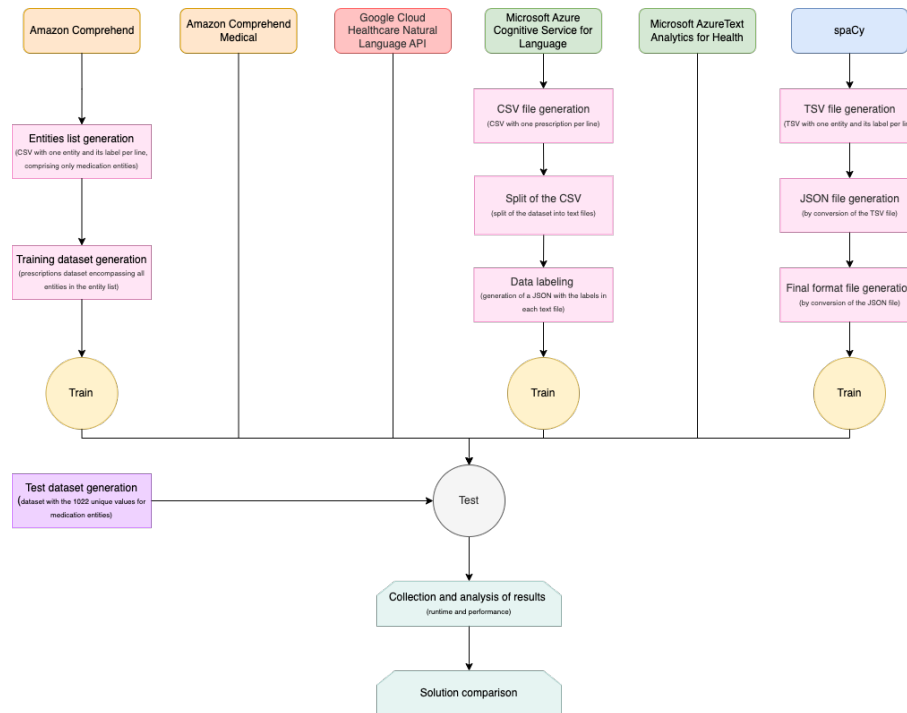 Amazon Comprehend
Amazon Comprehend
Medical
Google Cloud
Healthcare Natural
Language API
Microsoft Azure
Cognitive Service for
Language
Microsoft AzureText
Analytics for Health
spaCy
Entities list generation
(CSV with one entity and its label per line,
comprising only medication entities)
Training dataset generation
(prescriptions dataset encompassing all
entities in the entity list)
Train
CSV file generation
(CSV with one prescription per line)
Split of the CSV
(split of the dataset into text files)
Data labeling
(generation of a JSON with the labels in
each text file)
Train
TSV file generation
(TSV with one entity and its label per lin
JSON file generation
(by conversion of the TSV file)
Final format file generation
(by conversion of the JSON file)
Train
Test dataset generation
(dataset with the 1022 unique values for
medication entities)
Test
Collection and analysis of results
(runtime and performance)
Solution comparison